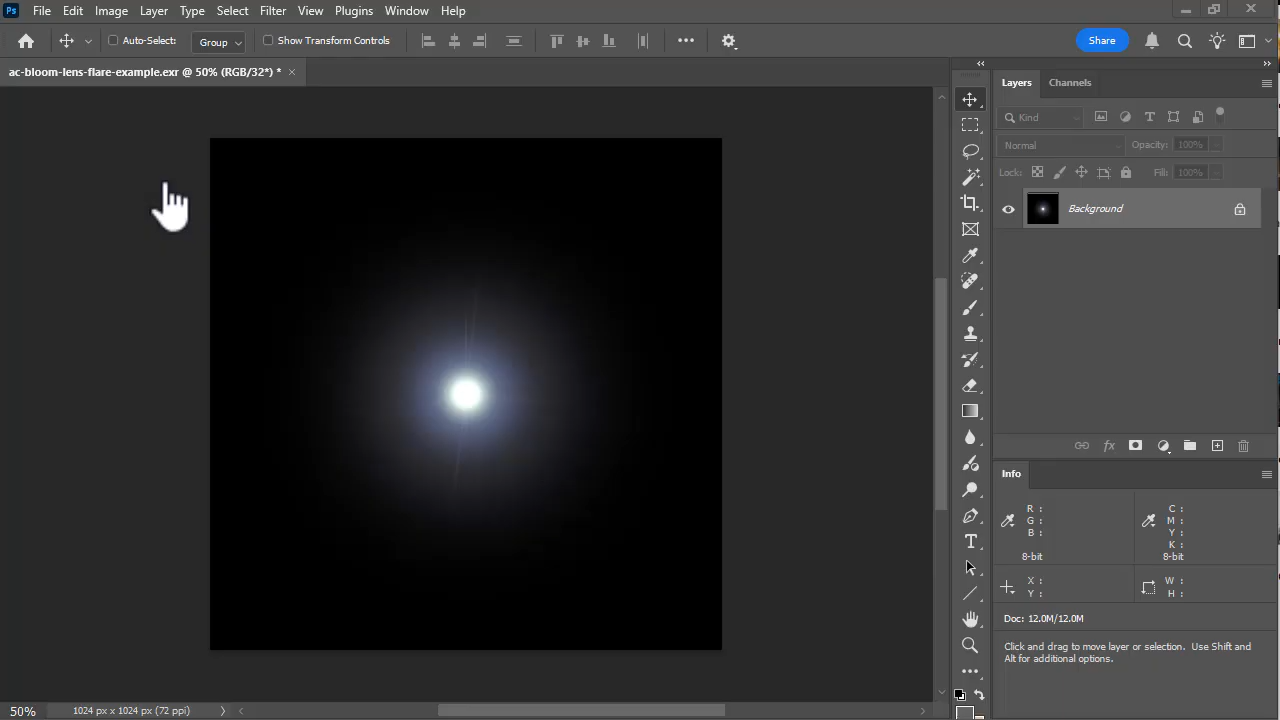 Ps File Edit Image Layer Type Select Filter View Plugins Window Help
Auto-Select: Group Show Transform Controls Share
ac-bloom-lens-flare-example.exr @ 50% (RGB/32*) *
Layers Channels
Kind
Normal Opacity: 100%
Lock: Fill: 100%
Background
Info
R : C :
G : M :
B : Y :
K :
8-bit 8-bit
X : W :
Y : H :
Doc: 12.0M/12.0M
Click and drag to move layer or selection. Use Shift and
Alt for additional options.
50% 1024 px x 1024 px (72 ppi)